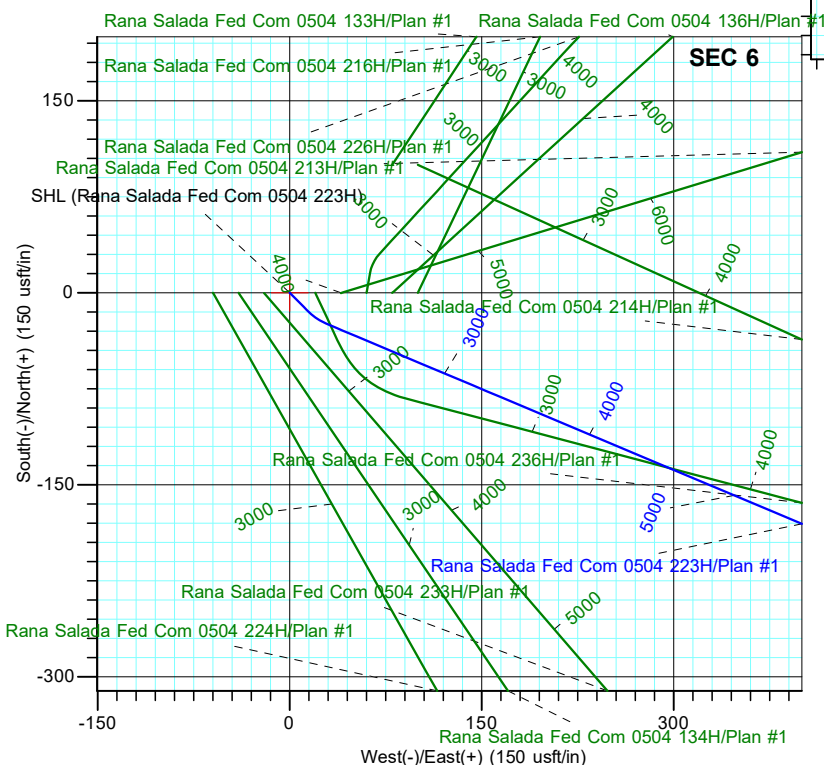 Rana Salada Fed Com 0504 133H/Plan #1
Rana Salada Fed Com 0504 136H/Plan #1
SEC 6
Rana Salada Fed Com 0504 216H/Plan #1
3000
3000
4000
150
3000
4000
Rana Salada Fed Com 0504 226H/Plan #1
Rana Salada Fed Com 0504 213H/Plan #1
SHL (Rana Salada Fed Com 0504 223H)
3000
3000
6000
4000
5000
4000
0
Rana Salada Fed Com 0504 214H/Plan #1
3000
3000
3000
4000
4000
Rana Salada Fed Com 0504 236H/Plan #1
-150
3000
3000
4000
5000
Rana Salada Fed Com 0504 223H/Plan #1
Rana Salada Fed Com 0504 233H/Plan #1
5000
Rana Salada Fed Com 0504 224H/Plan #1
-300
-150
0
150
300
Rana Salada Fed Com 0504 134H/Plan #1
West(-)/East(+) (150 usft/in)
South(-)/North(+) (150 usft/in)